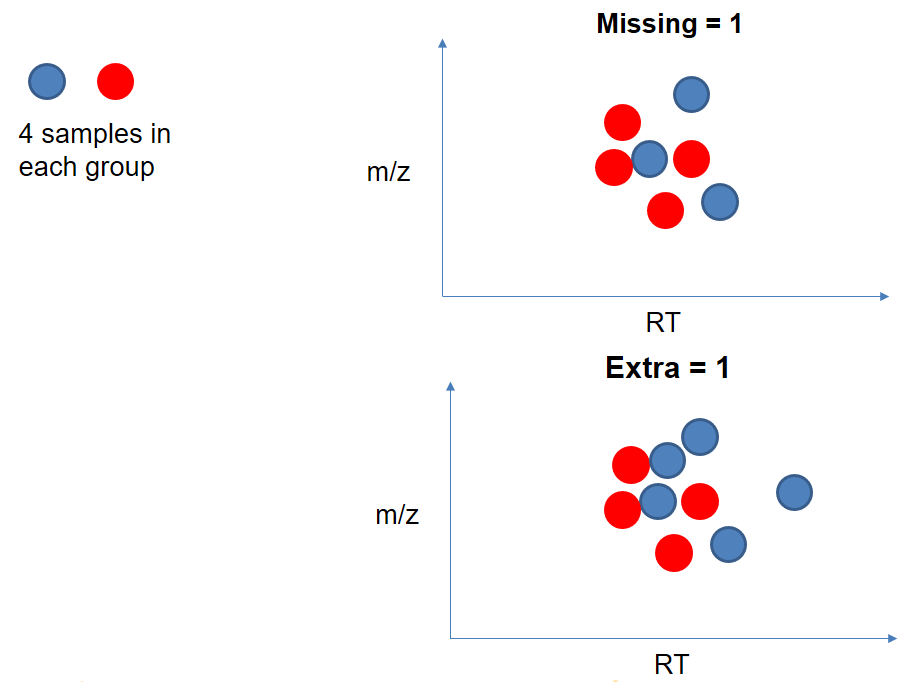 Missing = 1
4 samples in
each group
m/z
RT
Extra = 1
m/z
RT